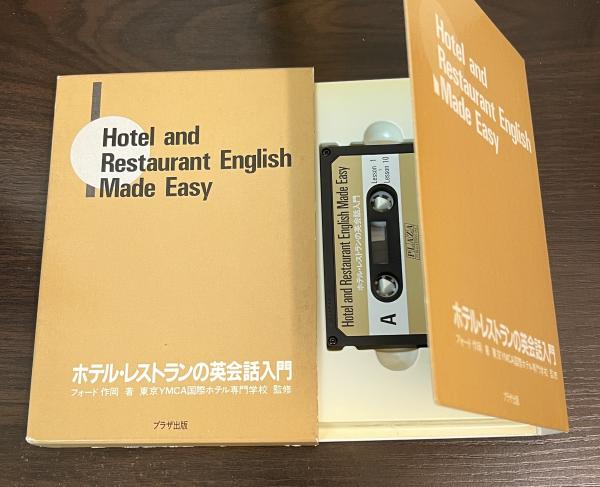 Hotel and
Restaurant English
Made Easy
ホテル・レストランの英会話入門
フォード 作岡 著 東京YMCA国際ホテル専門学校 監修
プラザ出版
Hotel and Restaurant English Made Easy
ホテル・レストランの英会話入門
Lesson 1
Lesson 10
PLAZA
A
Hotel and
Restaurant English
Made Easy
ホテル・レストランの英会話入門
フォード 作岡 著 東京YMCA国際ホテル専門学校 監修
プラザ出版